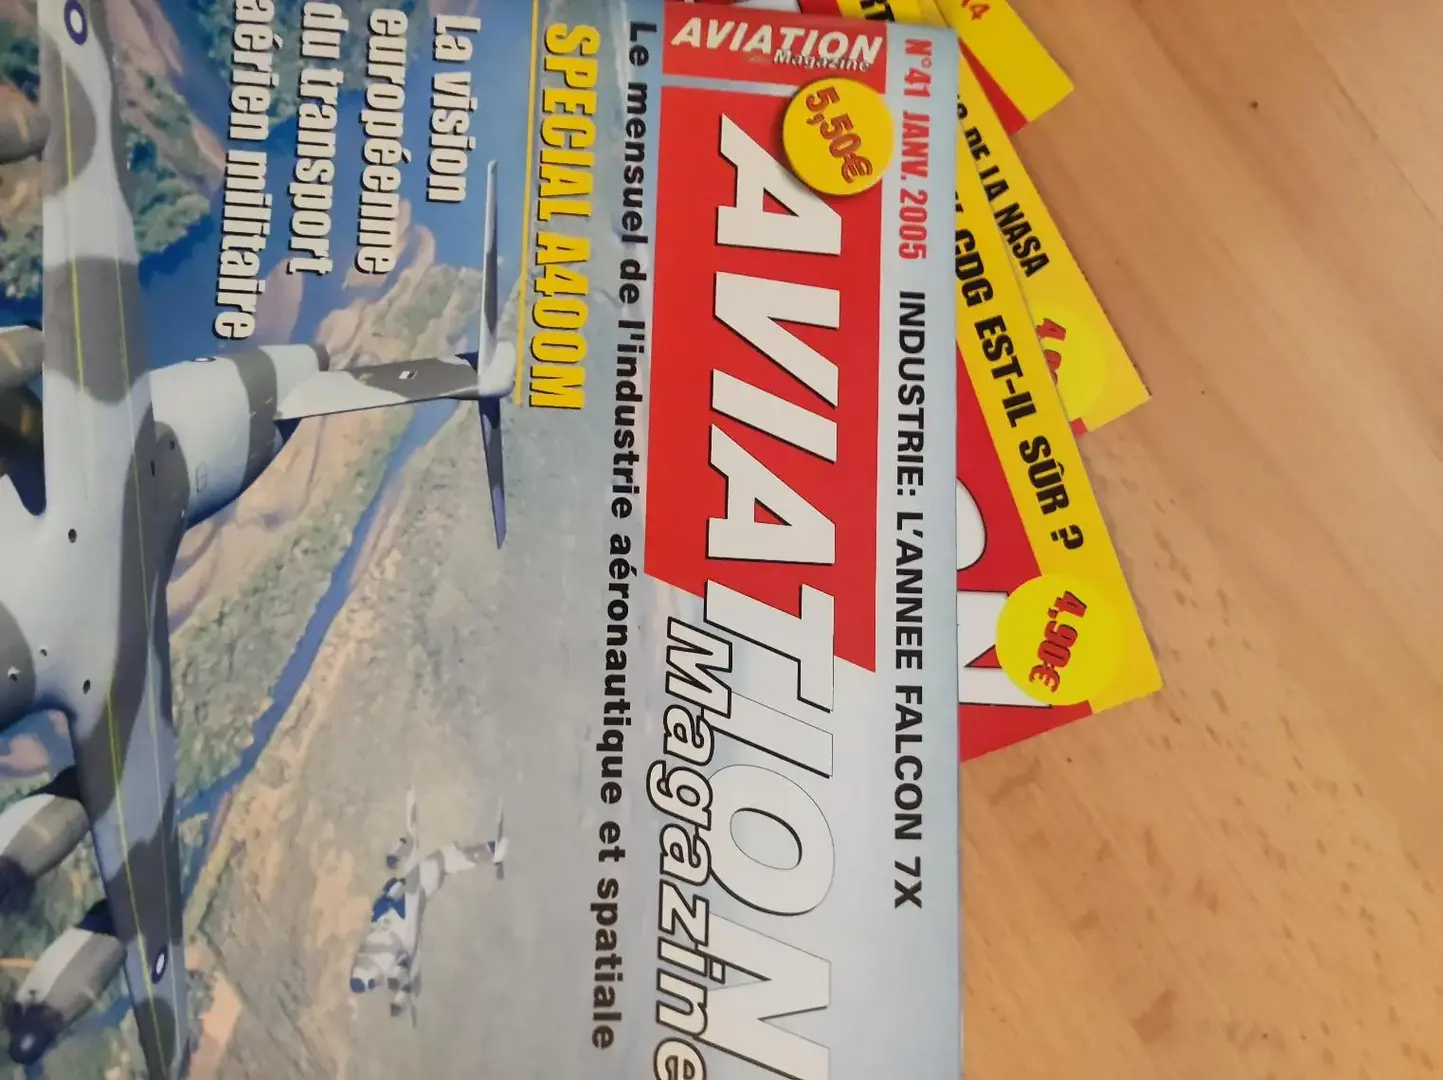 N°41 JANV. 2005 INDUSTRIE: L'ANNEE FALCON 7X
AVIATION
Magazine
5,50€
AVIATION
Magazine
Le mensuel de l'industrie aéronautique et spatiale
SPECIAL A400M
La vision
européenne
du transport
aérien militaire
CDG EST-IL SÛR ?
4,90€
DE LA NASA